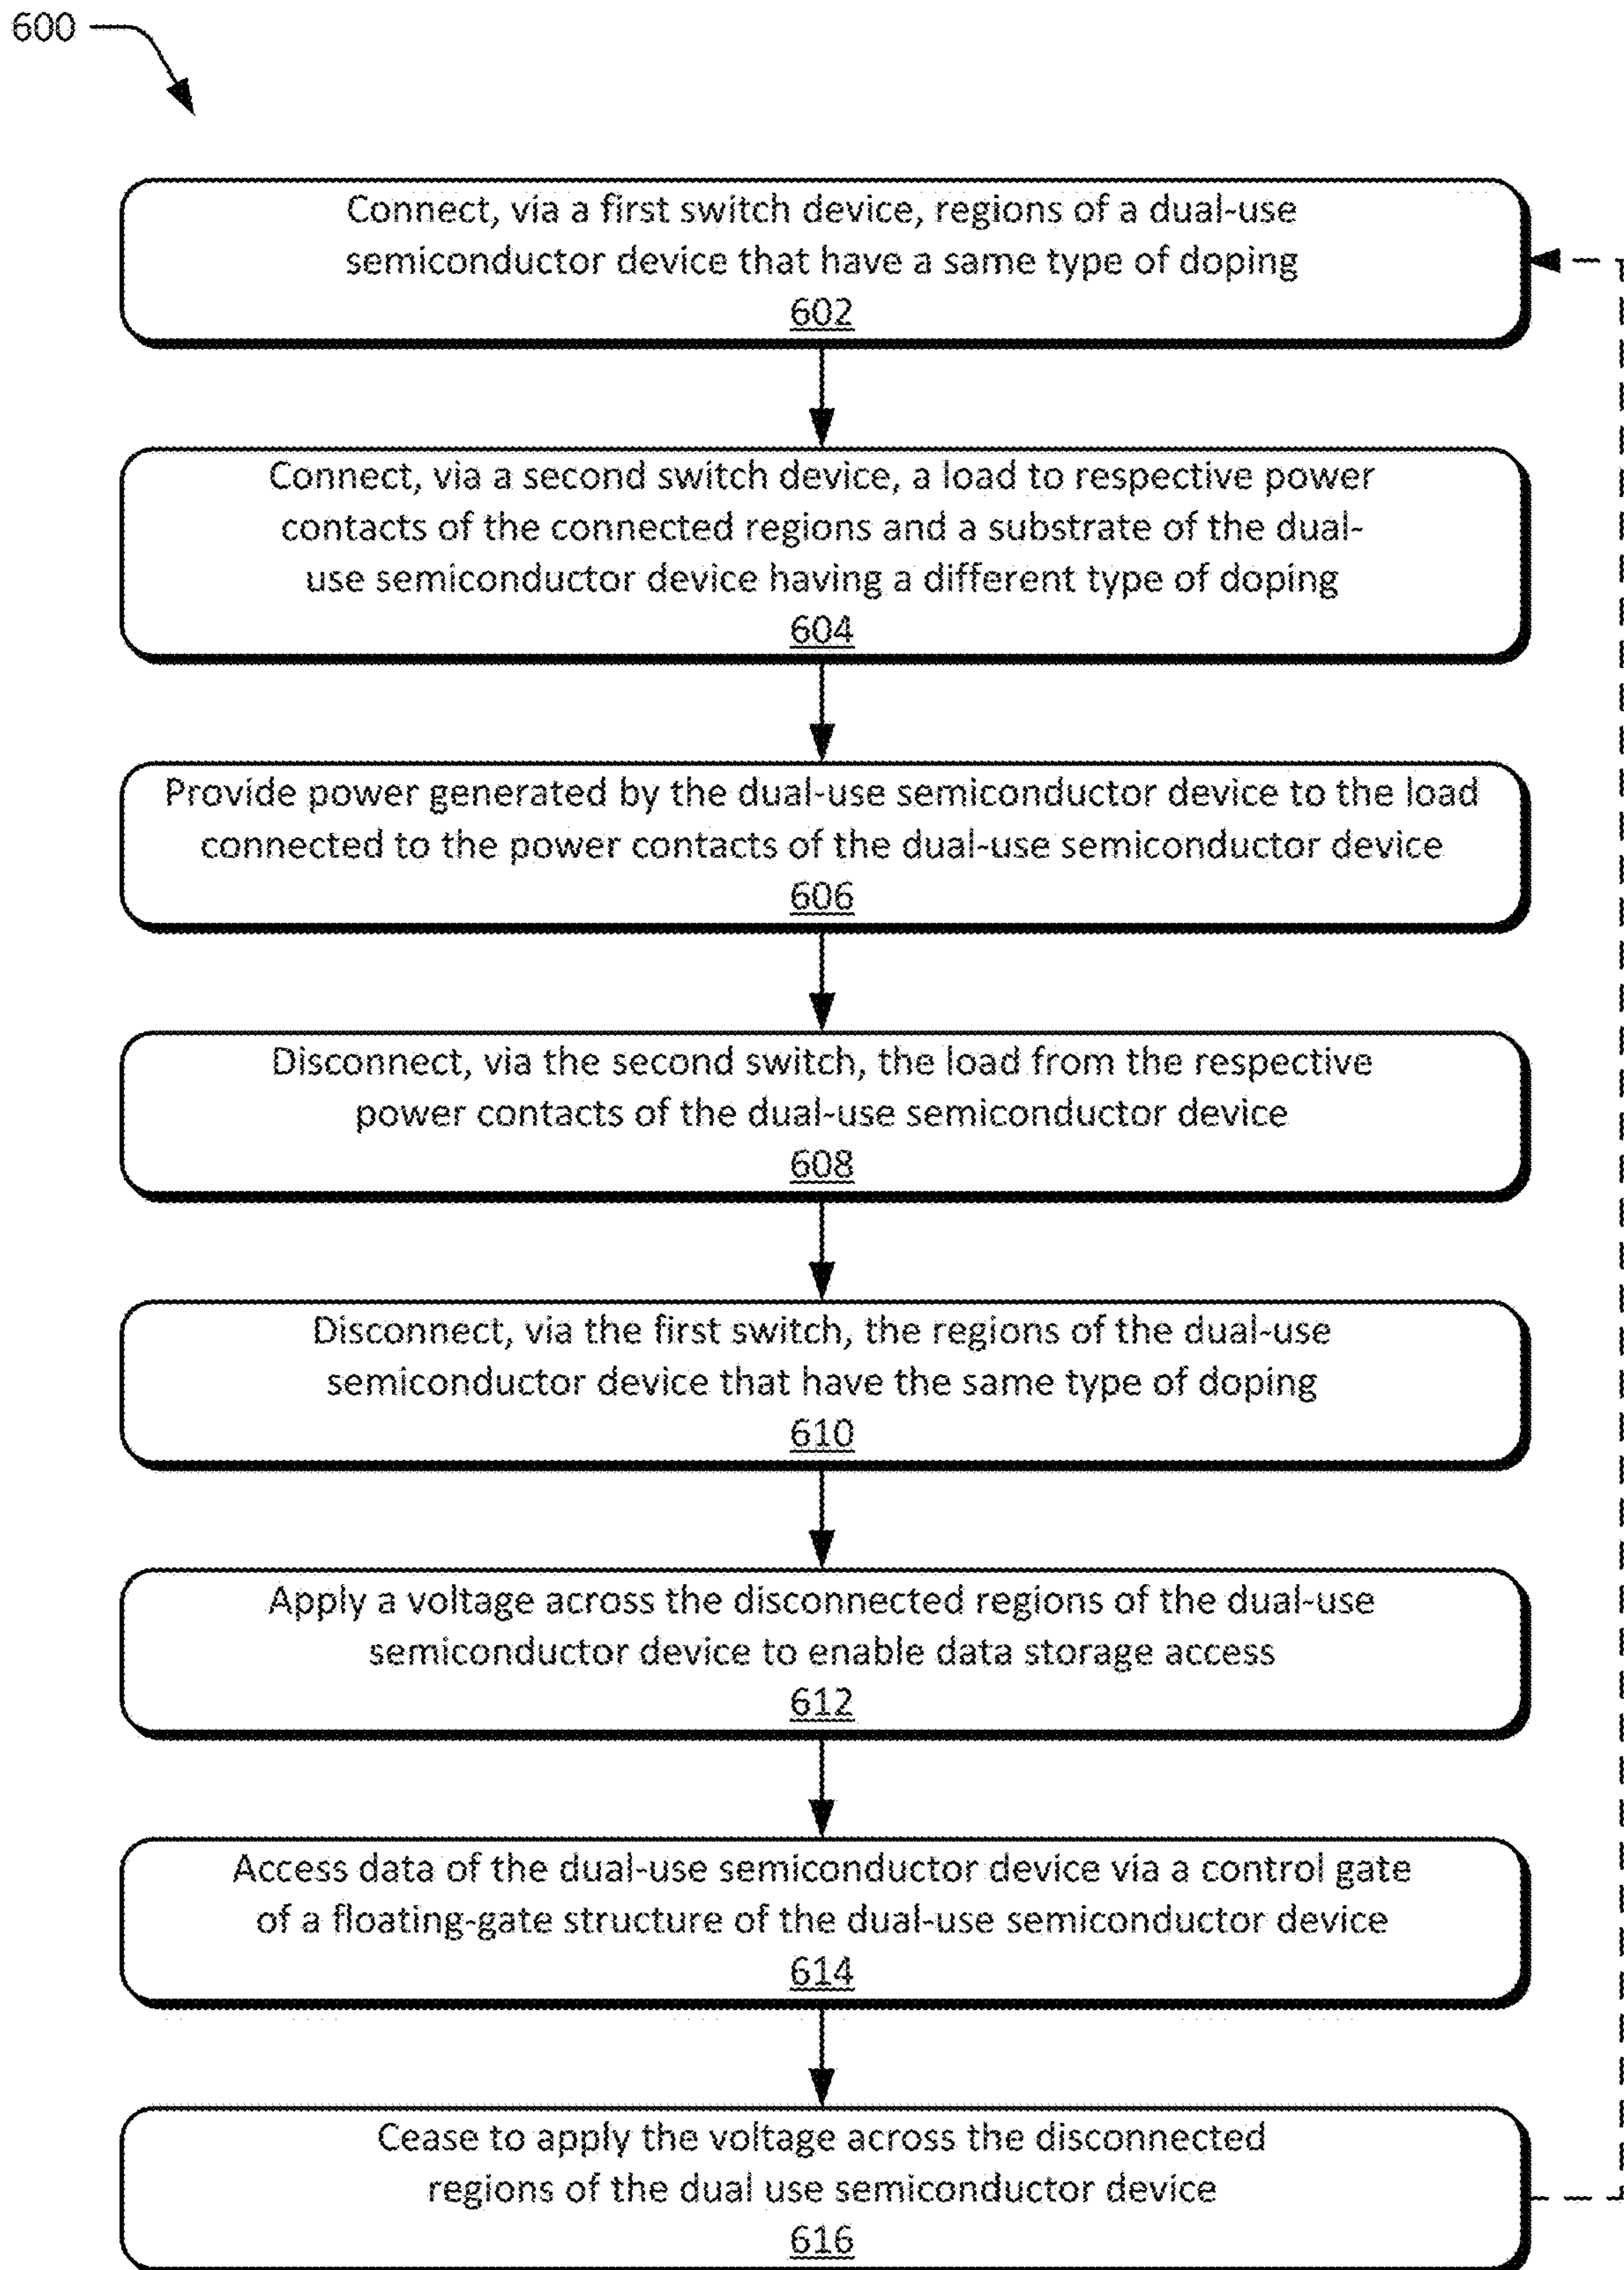 600
Connect, via a first switch device, regions of a dual-use
semiconductor device that have a same type of doping
602
Connect, via a second switch device, a load to respective power
contacts of the connected regions and a substrate of the dual-
use semiconductor device having a different type of doping
604
Provide power generated by the dual-use semiconductor device to the load
connected to the power contacts of the dual-use semiconductor device
606
Disconnect, via the second switch, the load from the respective
power contacts of the dual-use semiconductor device
608
Disconnect, via the first switch, the regions of the dual-use
semiconductor device that have the same type of doping
610
Apply a voltage across the disconnected regions of the dual-use
semiconductor device to enable data storage access
612
Access data of the dual-use semiconductor device via a control gate
of a floating-gate structure of the dual-use semiconductor device
614
Cease to apply the voltage across the disconnected
regions of the dual use semiconductor device
616